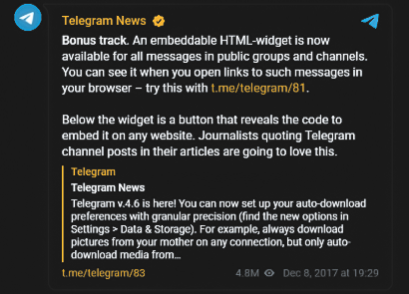 Telegram News
Bonus track. An embeddable HTML-widget is now
available for all messages in public groups and channels.
You can see it when you open links to such messages in
your browser – try this with t.me/telegram/81.
Below the widget is a button that reveals the code to
embed it on any website. Journalists quoting Telegram
channel posts in their articles are going to love this.
Telegram
Telegram News
Telegram v.4.6 is here! You can now set up your auto-download
preferences with granular precision (find the new options in
Settings > Data & Storage). For example, always download
pictures from your mother on any connection, but only auto-
download media from…
t.me/telegram/83
4.8M
Dec 8, 2017 at 19:29